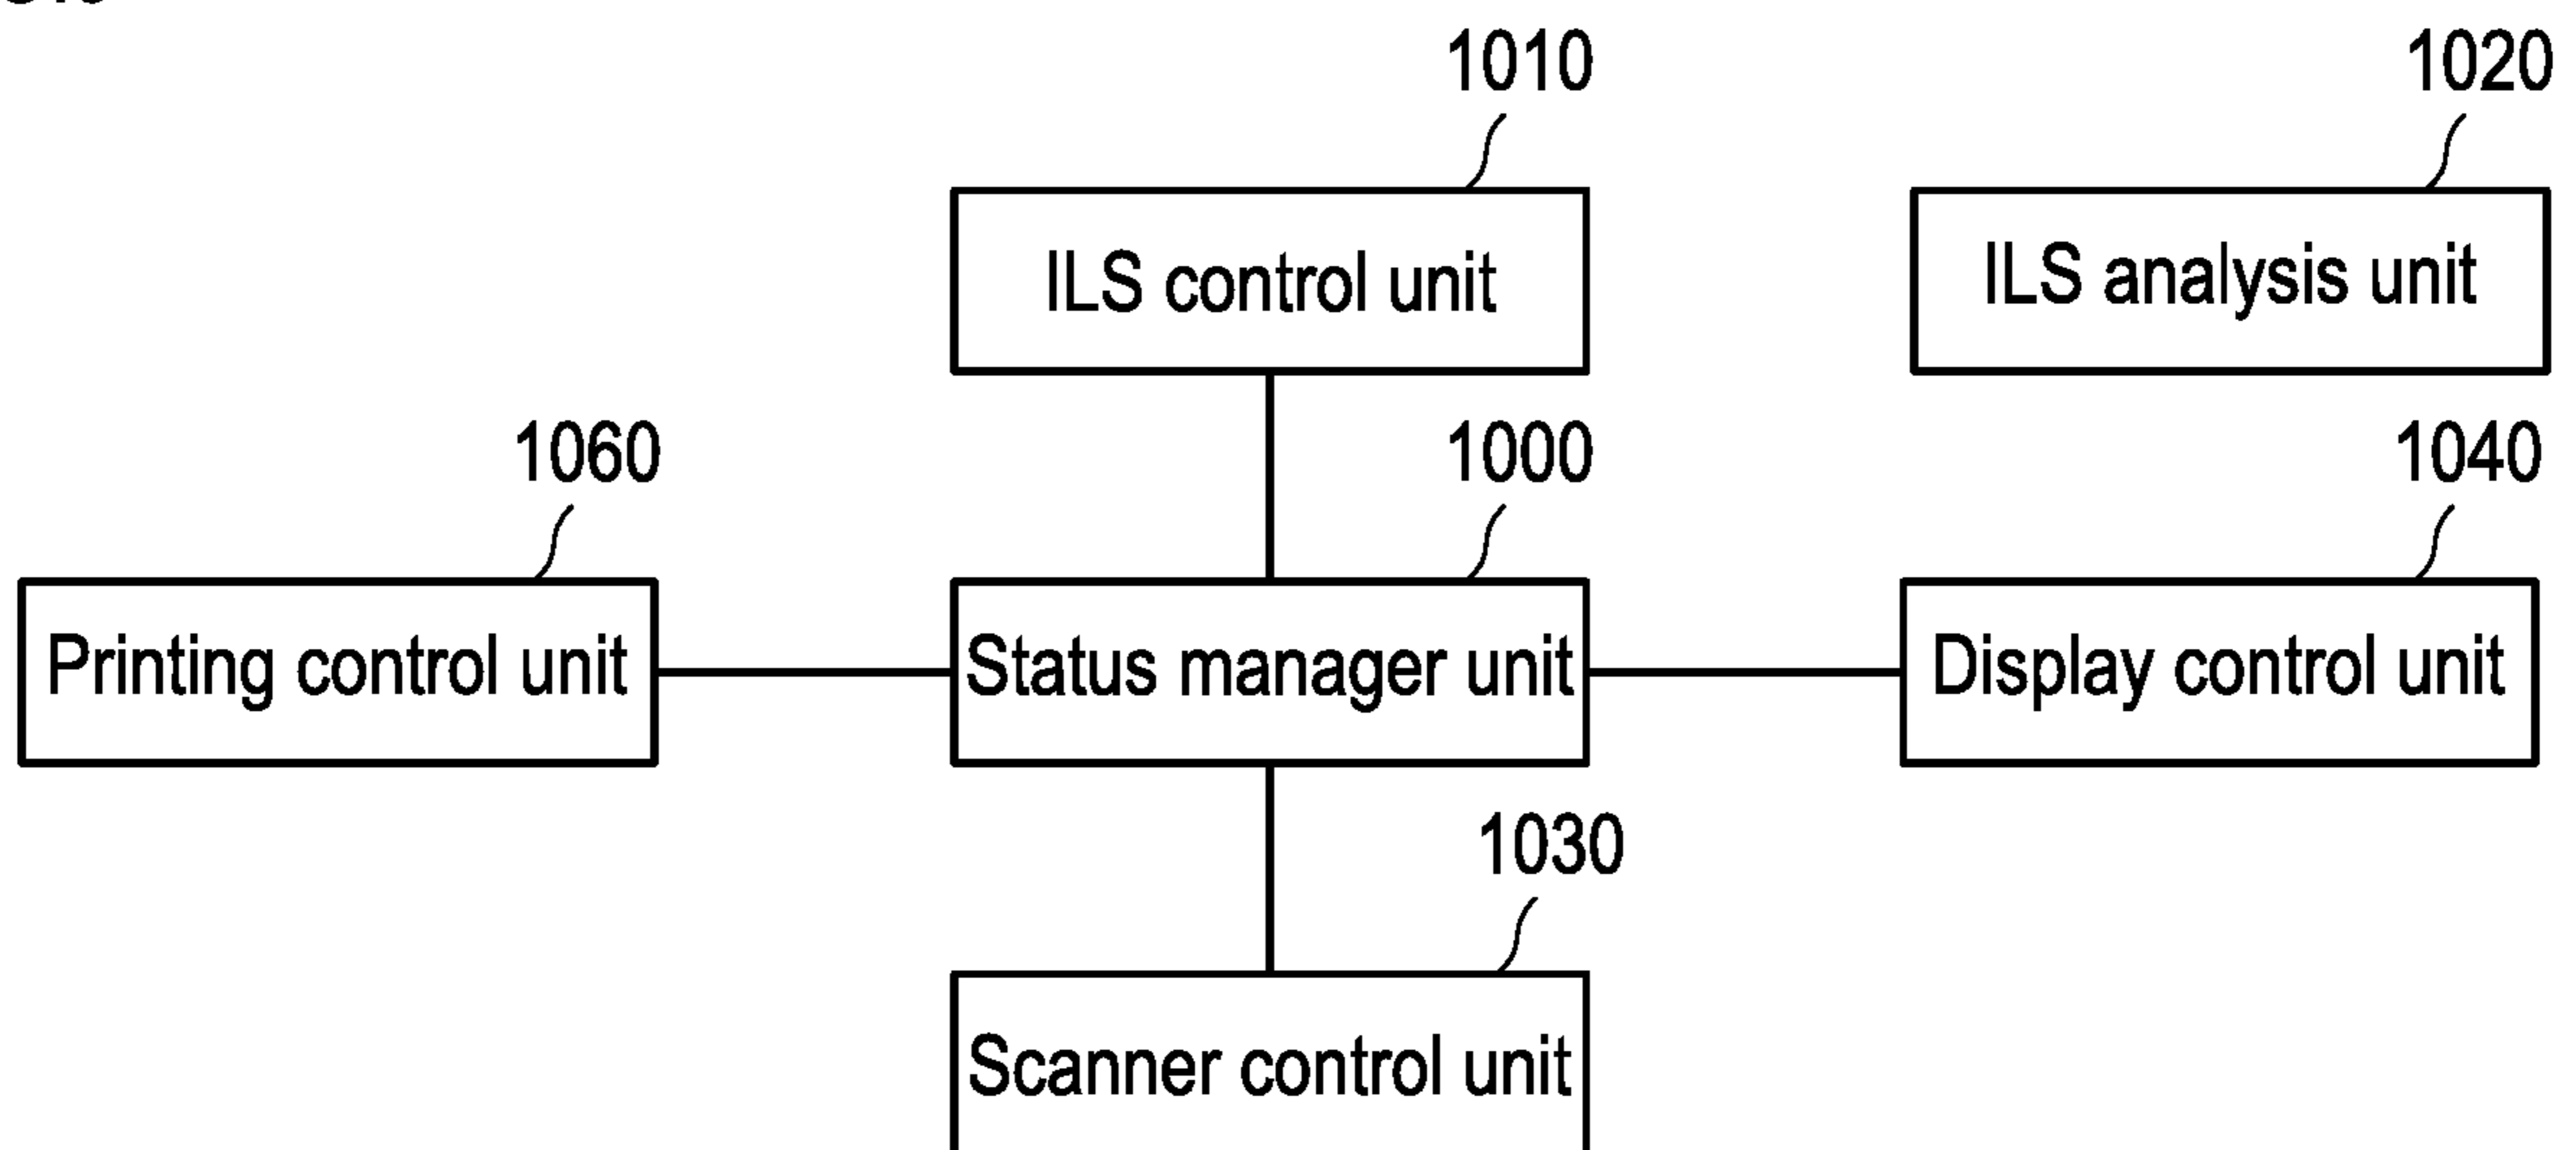 1010
1020
ILS control unit
ILS analysis unit
1060
1000
1040
Printing control unit
Status manager unit
Display control unit
1030
Scanner control unit